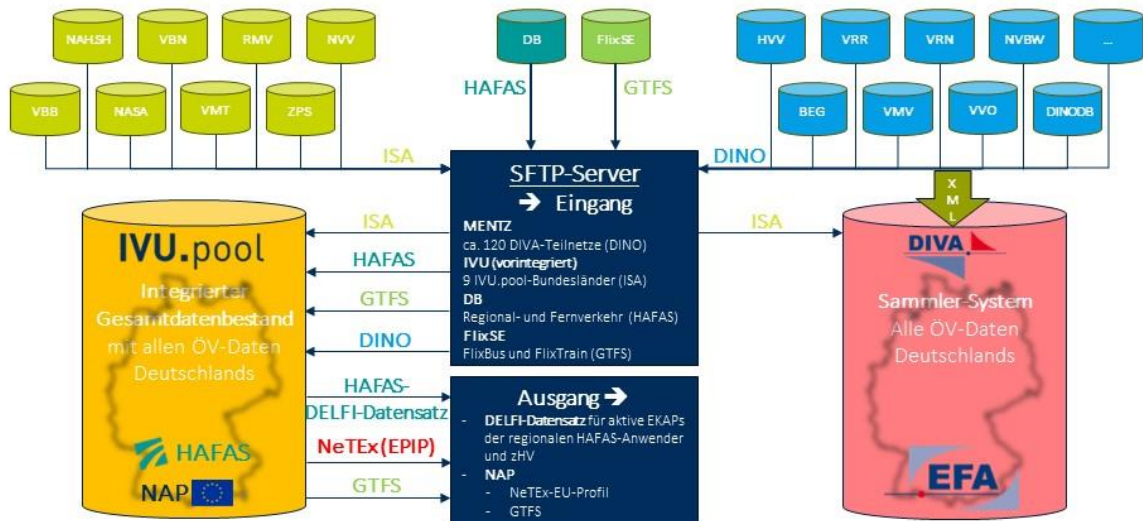 NAH.SH
VBN
RMV
NVV
VBB
NASA
VMT
ZPS
DB
FlixSE
HVV
VRR
VRN
NVBW
...
BEG
VMV
VVO
DINODB
HAFAS
GTFS
ISA
DINO
XML
SFTP-Server
➔ Eingang
MENTZ
ca. 120 DIVA-Teilnetze (DINO)
IVU (vorintegriert)
9 IVU.pool-Bundesländer (ISA)
DB
Regional- und Fernverkehr (HAFAS)
FlixSE
FlixBus und FlixTrain (GTFS)
ISA
HAFAS
GTFS
DINO
ISA
IVU.pool
Integrierter
Gesamtdatenbestand
mit allen ÖV-Daten
Deutschlands
HAFAS
NAP
HAFAS-
DELFI-Datensatz
NeTEx(EPIP)
GTFS
Ausgang ➔
- DELFI-Datensatz für aktive EKAPs
der regionalen HAFAS-Anwender
und zHV
- NAP
- NeTEx-EU-Profil
- GTFS
DIVA
Sammler-System
Alle ÖV-Daten
Deutschlands
EFA